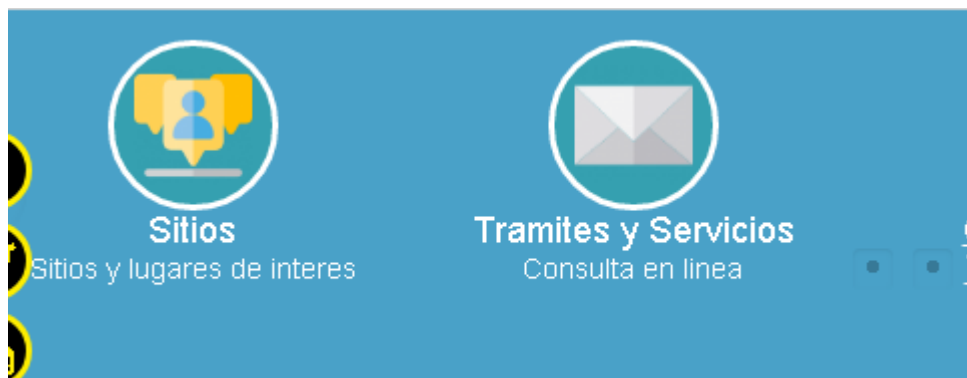 Sitios
Sitios y lugares de interes
Tramites y Servicios
Consulta en linea